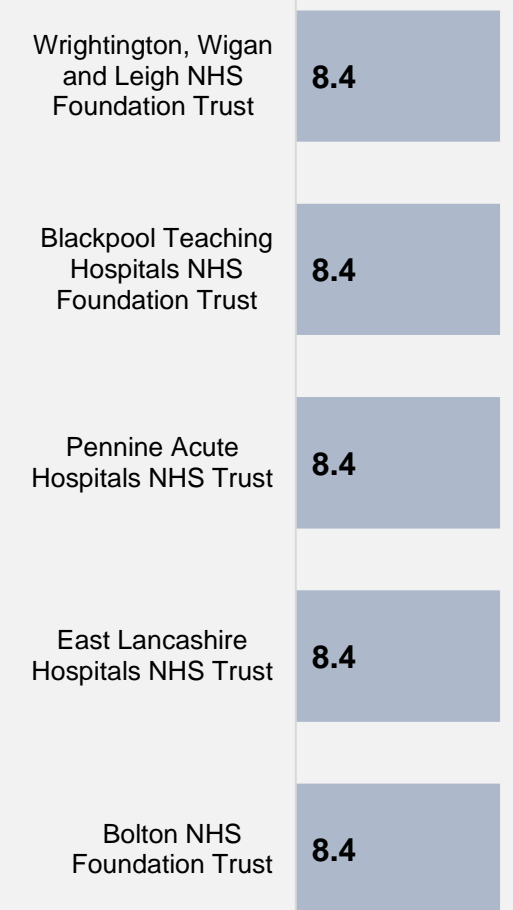 Wrightington, Wigan
and Leigh NHS
Foundation Trust
8.4
Blackpool Teaching
Hospitals NHS
Foundation Trust
8.4
Pennine Acute
Hospitals NHS Trust
8.4
East Lancashire
Hospitals NHS Trust
8.4
Bolton NHS
Foundation Trust
8.4